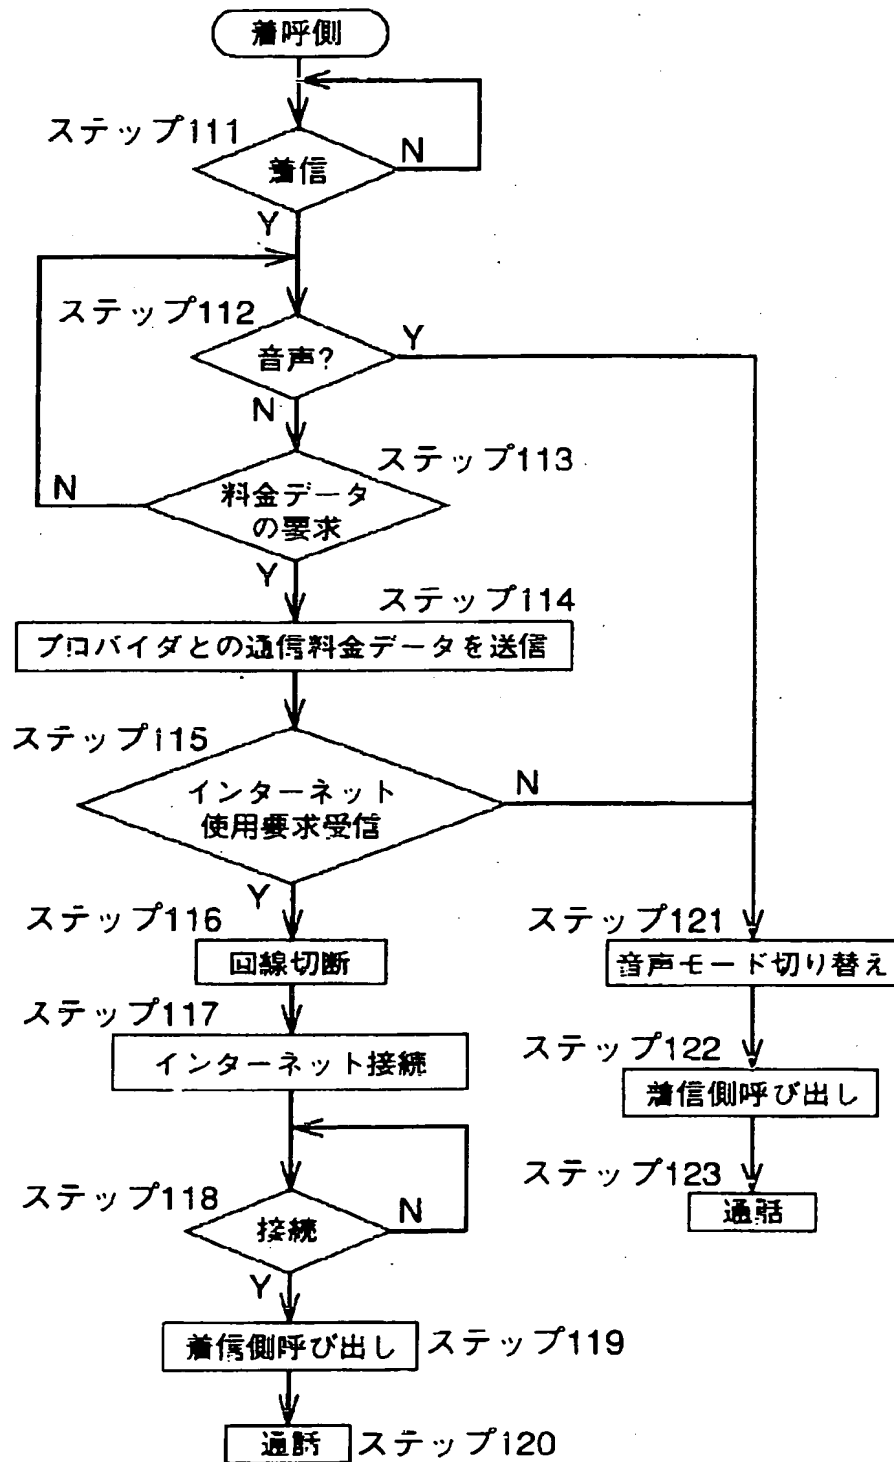 着呼側
ステップ111
着信
N
Y
ステップ112
音声?
Y
N
ステップ113
料金データ
の要求
N
Y
ステップ114
プロバイダとの通信料金データを送信
ステップ115
インターネット
使用要求受信
N
Y
ステップ116
回線切断
ステップ121
音声モード切り替え
ステップ117
インターネット接続
ステップ122
着信側呼び出し
ステップ118
接続
N
Y
ステップ123
通話
着信側呼び出し
ステップ119
通話
ステップ120